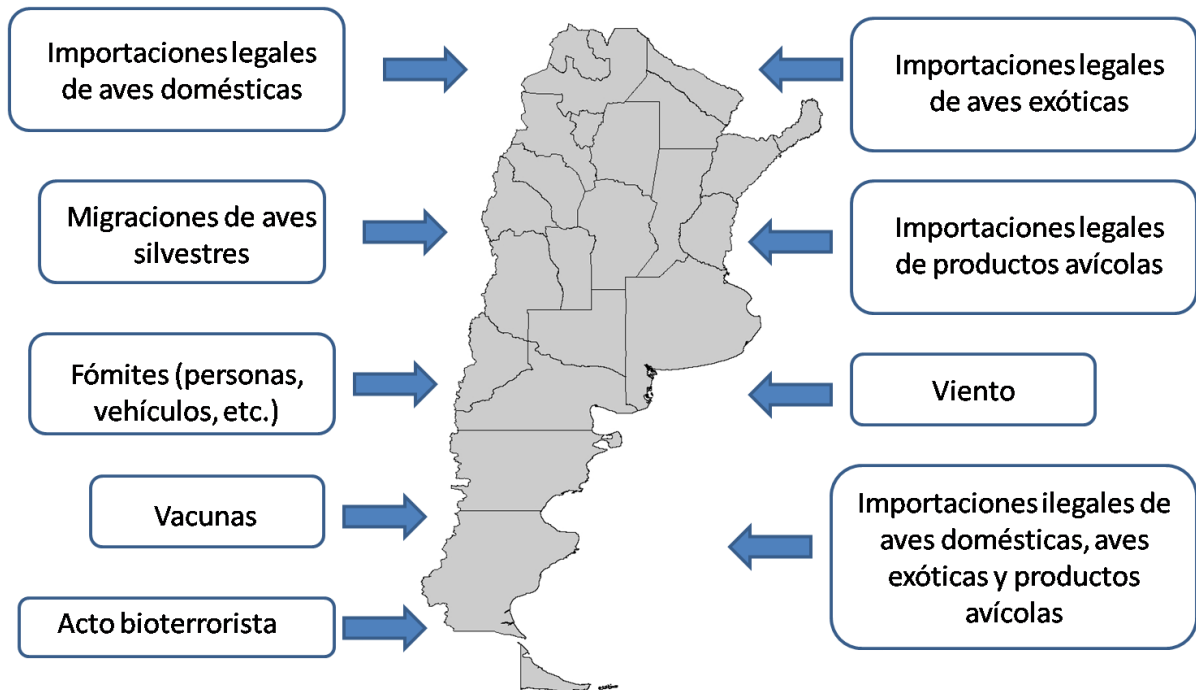 Importaciones legales
de aves domésticas
Migraciones de aves
silvestres
Fómites (personas,
vehículos, etc.)
Vacunas
Acto bioterrorista
Importaciones legales
de aves exóticas
Importaciones legales
de productos avícolas
Viento
Importaciones ilegales de
aves domésticas, aves
exóticas y productos
avícolas